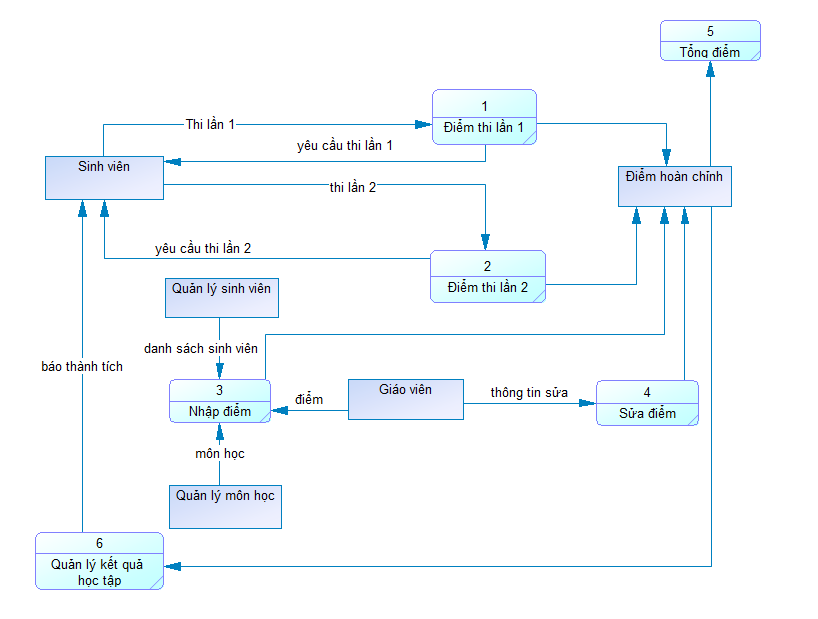 5
Tổng điểm
1
Điểm thi lần 1
Thi lần 1
yêu cầu thi lần 1
Sinh viên
Điểm hoàn chỉnh
thi lần 2
yêu cầu thi lần 2
2
Điểm thi lần 2
Quản lý sinh viên
danh sách sinh viên
báo thành tích
3
Nhập điểm
điểm
Giáo viên
thông tin sửa
4
Sửa điểm
môn học
Quản lý môn học
6
Quản lý kết quả
học tập